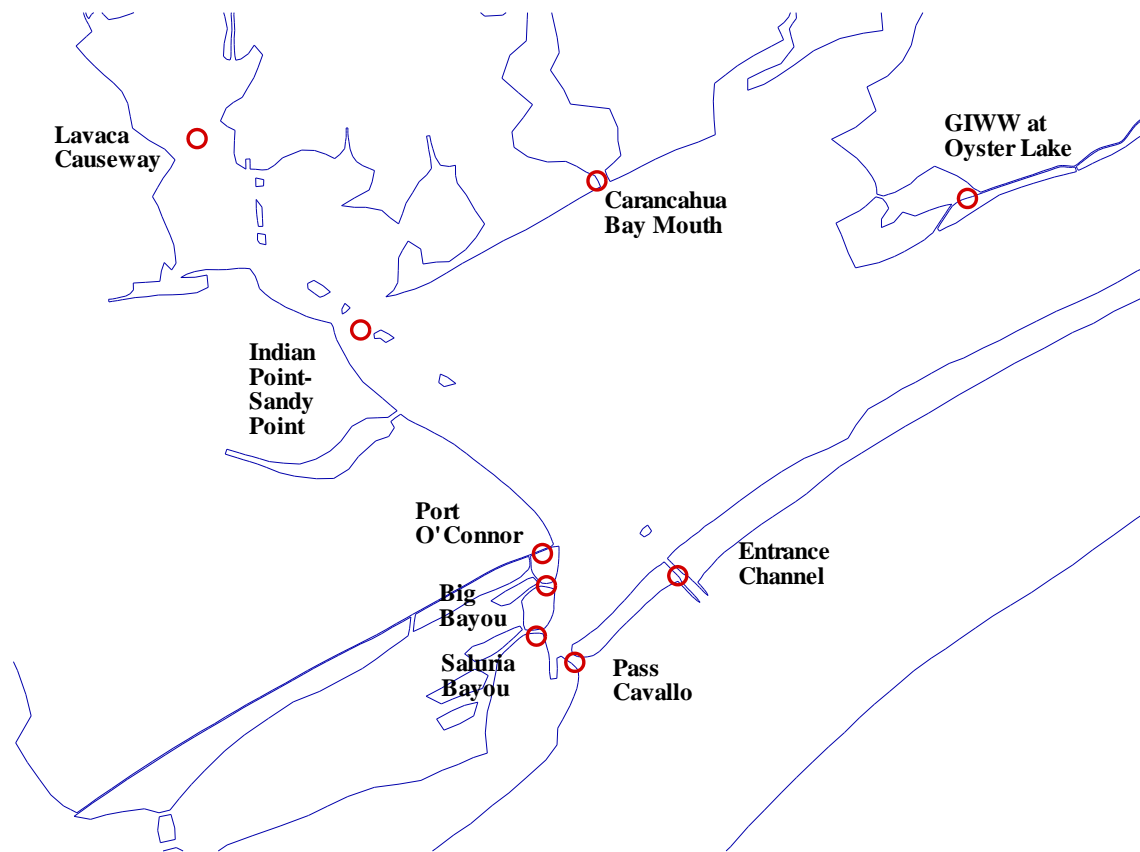 Lavaca
Causeway
GIWW at
Oyster Lake
Carancahua
Bay Mouth
Indian
Point-
Sandy
Point
Port
O'Connor
Entrance
Channel
Big
Bayou
Saluria
Bayou
Pass
Cavallo